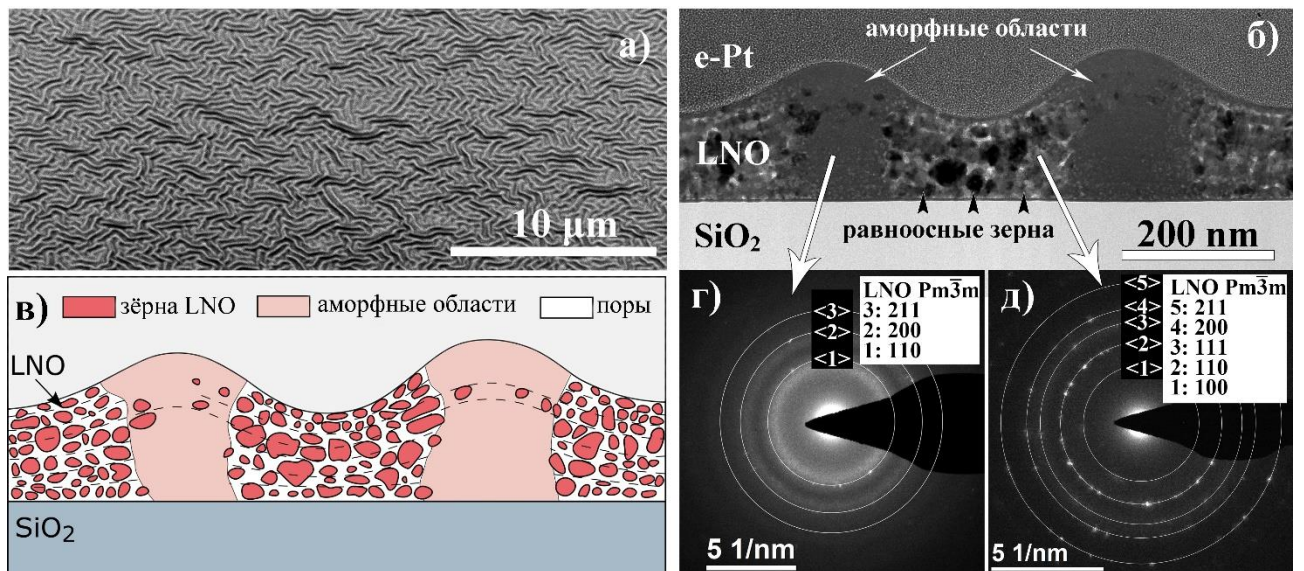 а)
10 µm
б)
аморфные области
e-Pt
LNO
равноосные зерна
SiO₂
200 nm
в)
зёрна LNO
аморфные области
поры
LNO
SiO₂
г)
<3>
<2>
<1>
LNO Pm3̅m
3: 211
2: 200
1: 110
5 1/nm
д)
<5>
<4>
<3>
<2>
<1>
LNO Pm3̅m
5: 211
4: 200
3: 111
2: 110
1: 100
5 1/nm